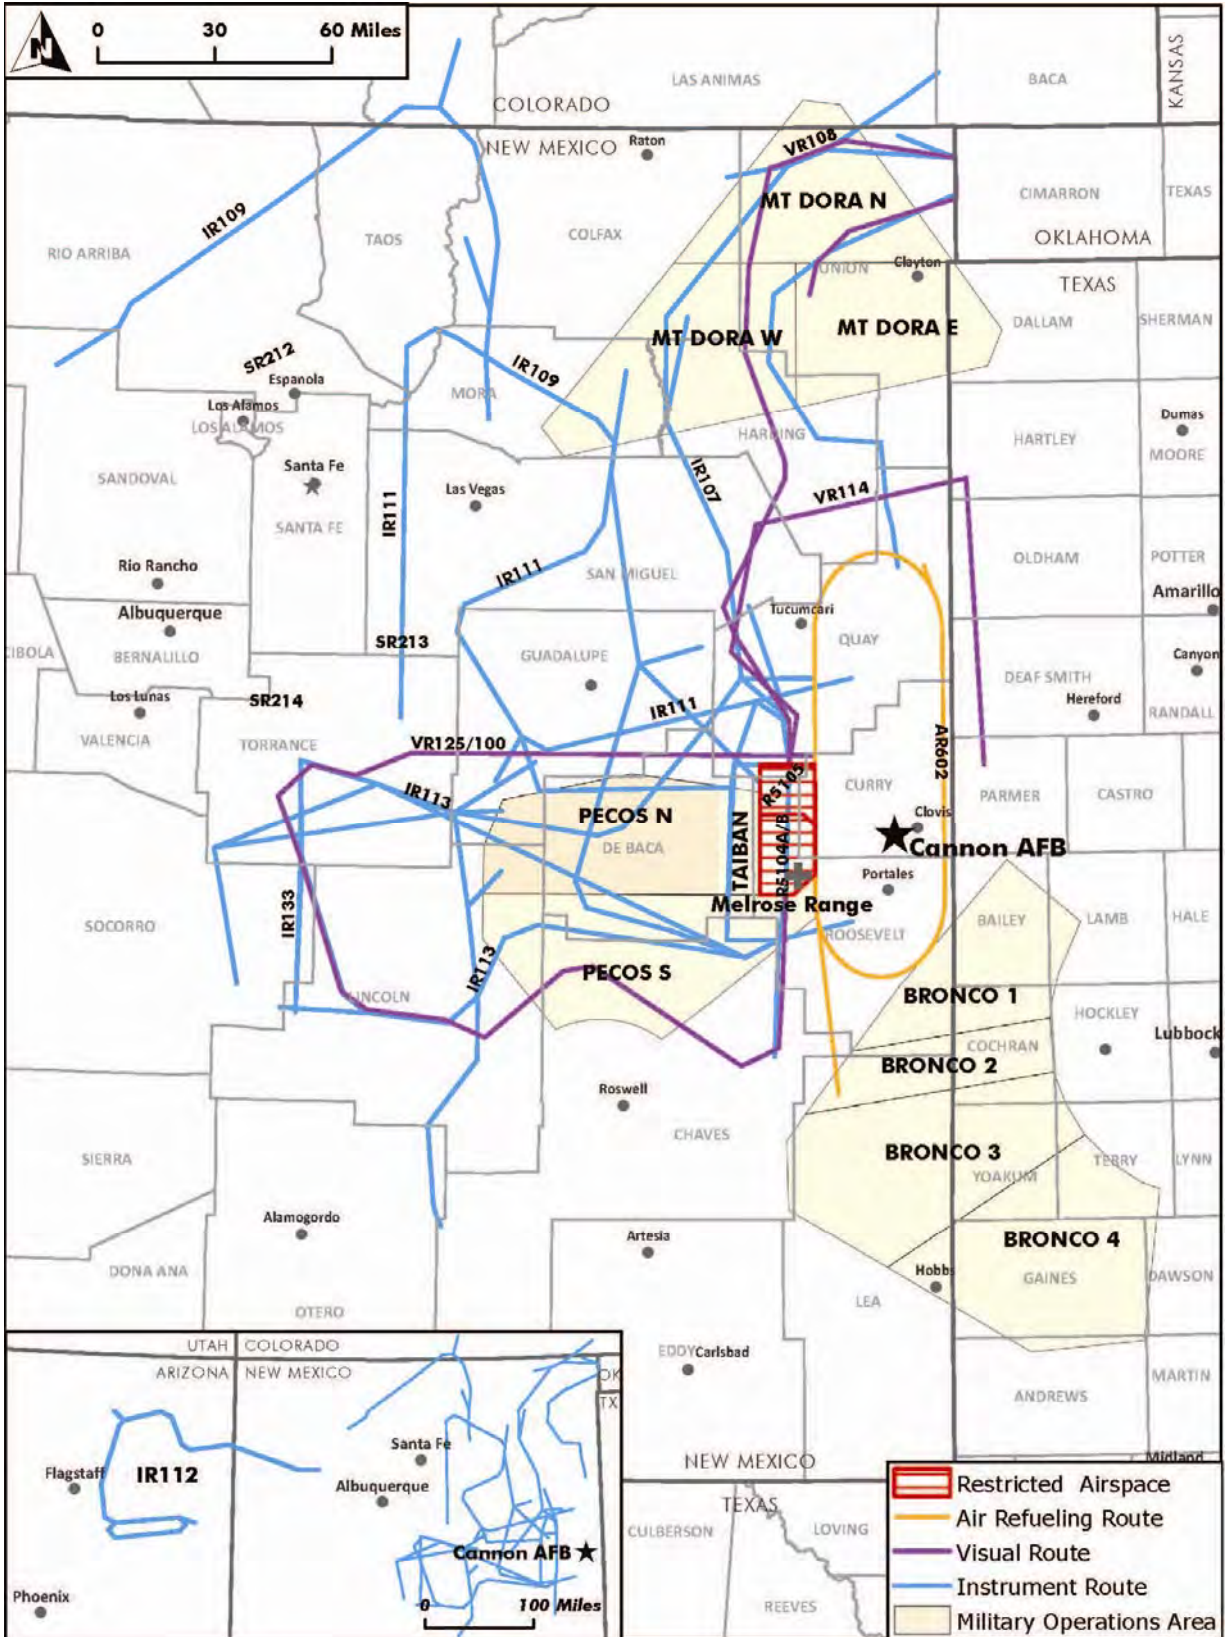 N
0 30 60 Miles
LAS ANIMAS
BACA
KANSAS
COLORADO
NEW MEXICO
Raton
VR108
CIMARRON
TEXAS
MT DORA N
IR109
TAOS
COLFAX
OKLAHOMA
RIO ARRIBA
UNION
Clayton
TEXAS
MT DORA W
MT DORA E
DALLAM
SHERMAN
SR212
Espanola
IR109
MORA
Los Alamos
LOS ALAMOS
Dumas
HARDING
HARTLEY
MOORE
Santa Fe
SANDOVAL
Las Vegas
IR107
VR114
IR111
SANTA FE
OLDHAM
POTTER
Rio Rancho
IR111
SAN MIGUEL
Amarillo
Albuquerque
Tucumcari
QUAY
SR213
CIBOLA
BERNALILLO
GUADALUPE
Canyon
DEAF SMITH
Los Lunas
SR214
Hereford
IR111
RANDALL
VALENCIA
TORRANCE
VR125/100
AR602
R5105
CURRY
PARMER
CASTRO
IR113
PECOS N
Clovis
TAIBAN
R5104A/B
DE BACA
Cannon AFB
Portales
Melrose Range
IR133
SOCORRO
BAILEY
LAMB
HALE
ROOSEVELT
IR113
PECOS S
LINCOLN
BRONCO 1
HOCKLEY
COCHRAN
Lubbock
BRONCO 2
Roswell
CHAVES
BRONCO 3
SIERRA
YOAKUM
TERRY
LYNN
Alamogordo
Artesia
BRONCO 4
DONA ANA
Hobbs
GAINES
DAWSON
LEA
OTERO
EDDY
Carlsbad
MARTIN
ANDREWS
NEW MEXICO
Midland
TEXAS
CULBERSON
LOVING
REEVES
UTAH
COLORADO
ARIZONA
NEW MEXICO
OK
TX
Santa Fe
Flagstaff
IR112
Albuquerque
Cannon AFB
Phoenix
0 100 Miles
Restricted Airspace
Air Refueling Route
Visual Route
Instrument Route
Military Operations Area